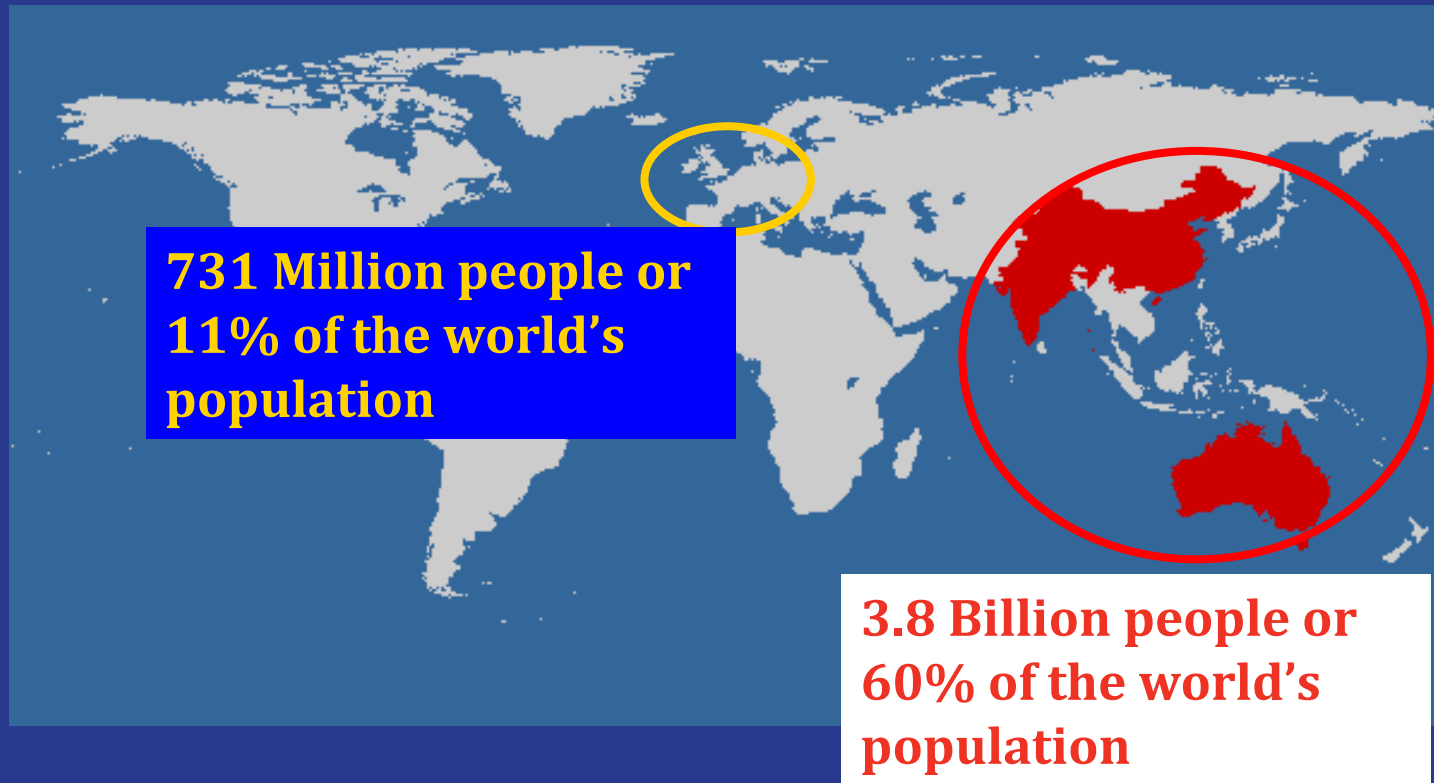 731 Million people or
11% of the world’s
population
3.8 Billion people or
60% of the world’s
population